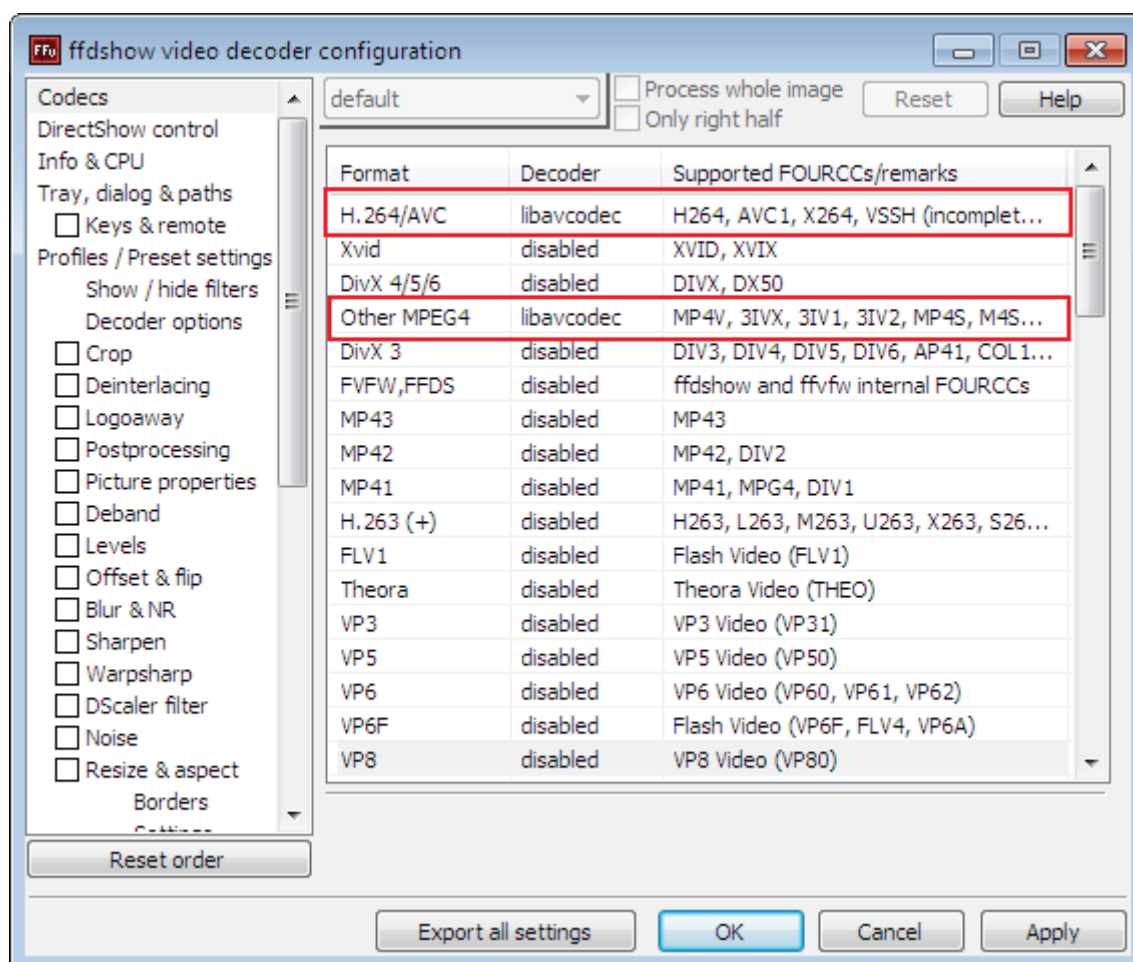 ffdshow video decoder configuration
Codecs
DirectShow control
Info & CPU
Tray, dialog & paths
Keys & remote
Profiles / Preset settings
Show / hide filters
Decoder options
Crop
Deinterlacing
Logoaway
Postprocessing
Picture properties
Deband
Levels
Offset & flip
Blur & NR
Sharpen
Warpsharp
DScaler filter
Noise
Resize & aspect
Borders
Reset order
default
Process whole image
Only right half
Reset
Help
Format Decoder Supported FOURCCs/remarks
H.264/AVC libavcodec H264, AVC1, X264, VSSH (incomplet...
Xvid disabled XVID, XVIX
DivX 4/5/6 disabled DIVX, DX50
Other MPEG4 libavcodec MP4V, 3IVX, 3IV1, 3IV2, MP4S, M4S...
DivX 3 disabled DIV3, DIV4, DIV5, DIV6, AP41, COL1...
FVFW,FFDS disabled ffdshow and ffvfw internal FOURCCs
MP43 disabled MP43
MP42 disabled MP42, DIV2
MP41 disabled MP41, MPG4, DIV1
H.263 (+) disabled H263, L263, M263, U263, X263, S26...
FLV1 disabled Flash Video (FLV1)
Theora disabled Theora Video (THEO)
VP3 disabled VP3 Video (VP31)
VP5 disabled VP5 Video (VP50)
VP6 disabled VP6 Video (VP60, VP61, VP62)
VP6F disabled Flash Video (VP6F, FLV4, VP6A)
VP8 disabled VP8 Video (VP80)
Export all settings
OK
Cancel
Apply